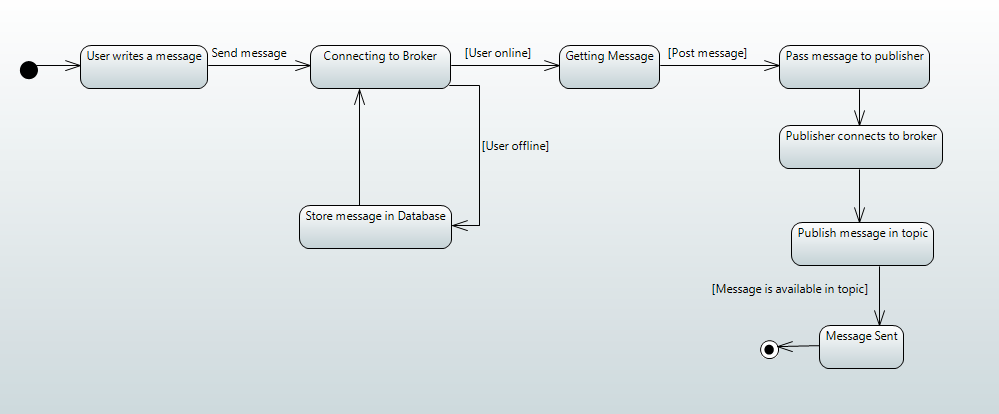 User writes a message
Send message
Connecting to Broker
[User online]
Getting Message
[Post message]
Pass message to publisher
Publisher connects to broker
[User offline]
Store message in Database
Publish message in topic
[Message is available in topic]
Message Sent